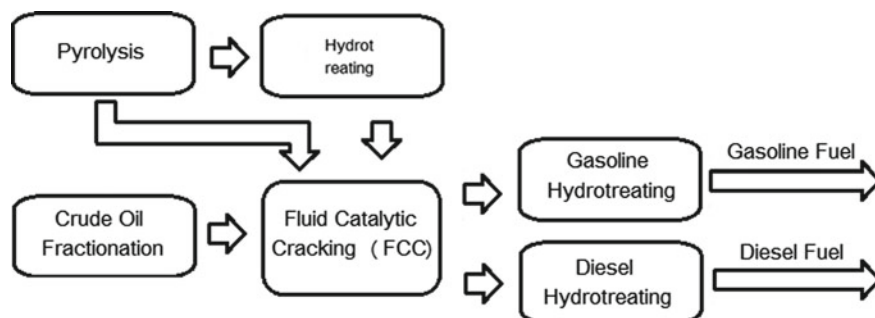 Pyrolysis
Hydrot
reating
Gasoline
Hydrotreating
Gasoline Fuel
Crude Oil
Fractionation
Fluid Catalytic
Cracking ( FCC)
Diesel
Hydrotreating
Diesel Fuel